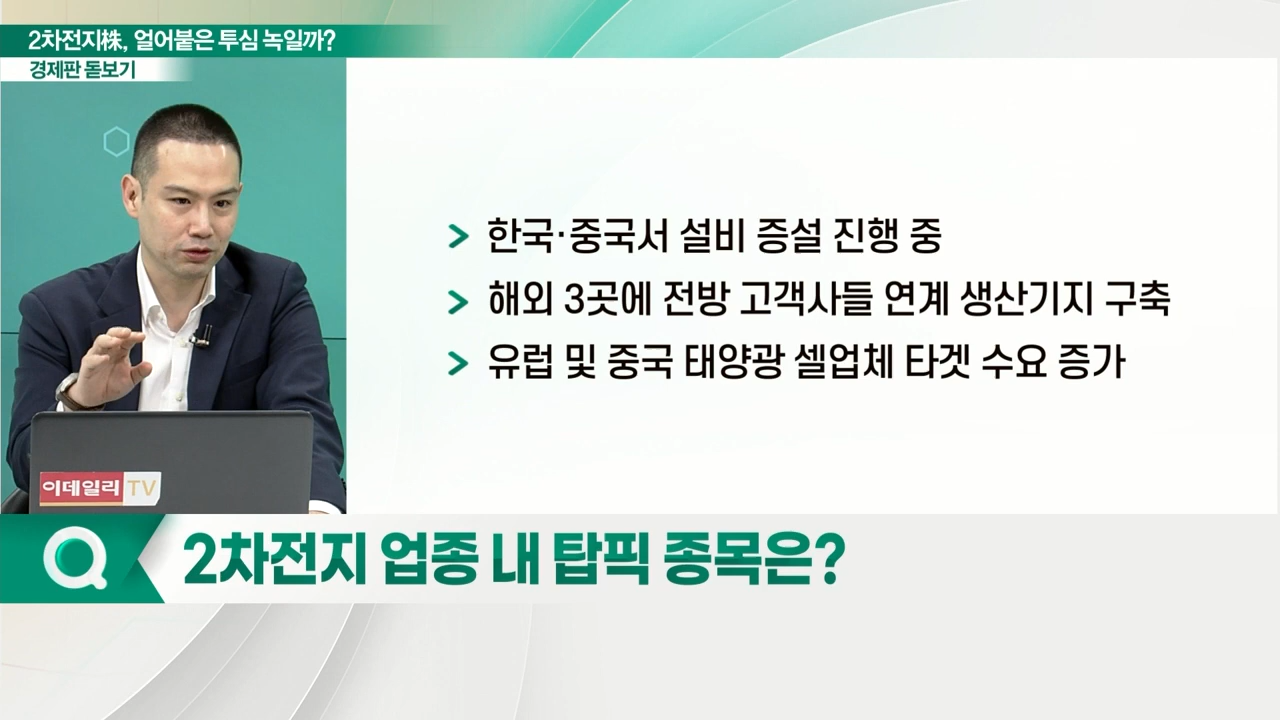 2차전지株, 얼어붙은 투심 녹일까?
경제판 돋보기
> 한국·중국서 설비 증설 진행 중
> 해외 3곳에 전방 고객사들 연계 생산기지 구축
> 유럽 및 중국 태양광 셀업체 타겟 수요 증가
이데일리 TV
Q 2차전지 업종 내 탑픽 종목은?